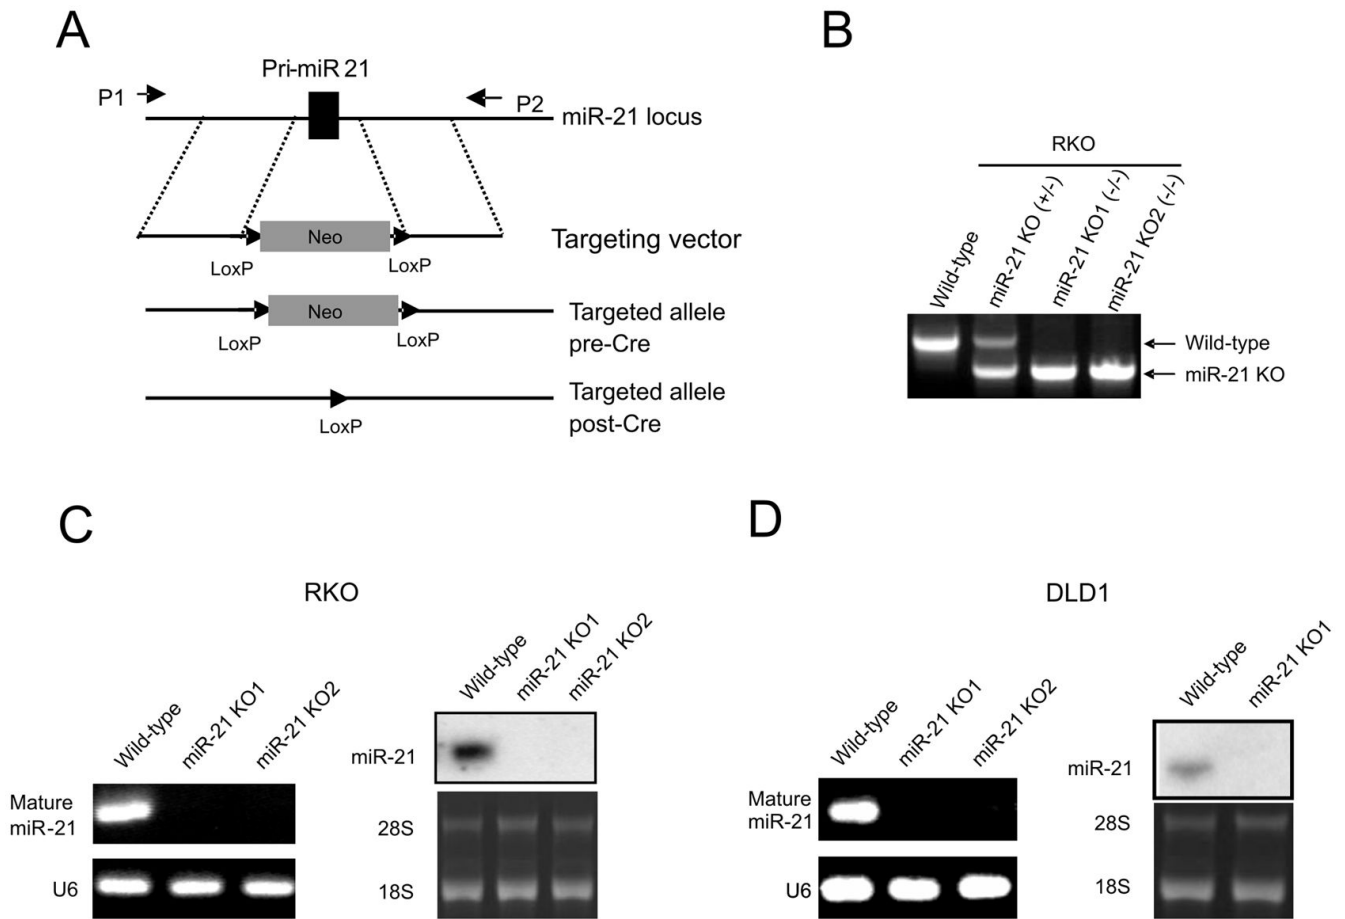 A
Pri-miR 21
P1
P2
miR-21 locus
Neo
Targeting vector
LoxP
LoxP
Neo
Targeted allele
pre-Cre
LoxP
LoxP
Targeted allele
post-Cre
LoxP
B
RKO
Wild-type
miR-21 KO (+/-)
miR-21 KO1 (-/-)
miR-21 KO2 (-/-)
Wild-type
miR-21 KO
C
RKO
Wild-type
miR-21 KO1
miR-21 KO2
Mature
miR-21
U6
Wild-type
miR-21 KO1
miR-21 KO2
miR-21
28S
18S
D
DLD1
Wild-type
miR-21 KO1
miR-21 KO2
Mature
miR-21
U6
Wild-type
miR-21 KO1
miR-21
28S
18S